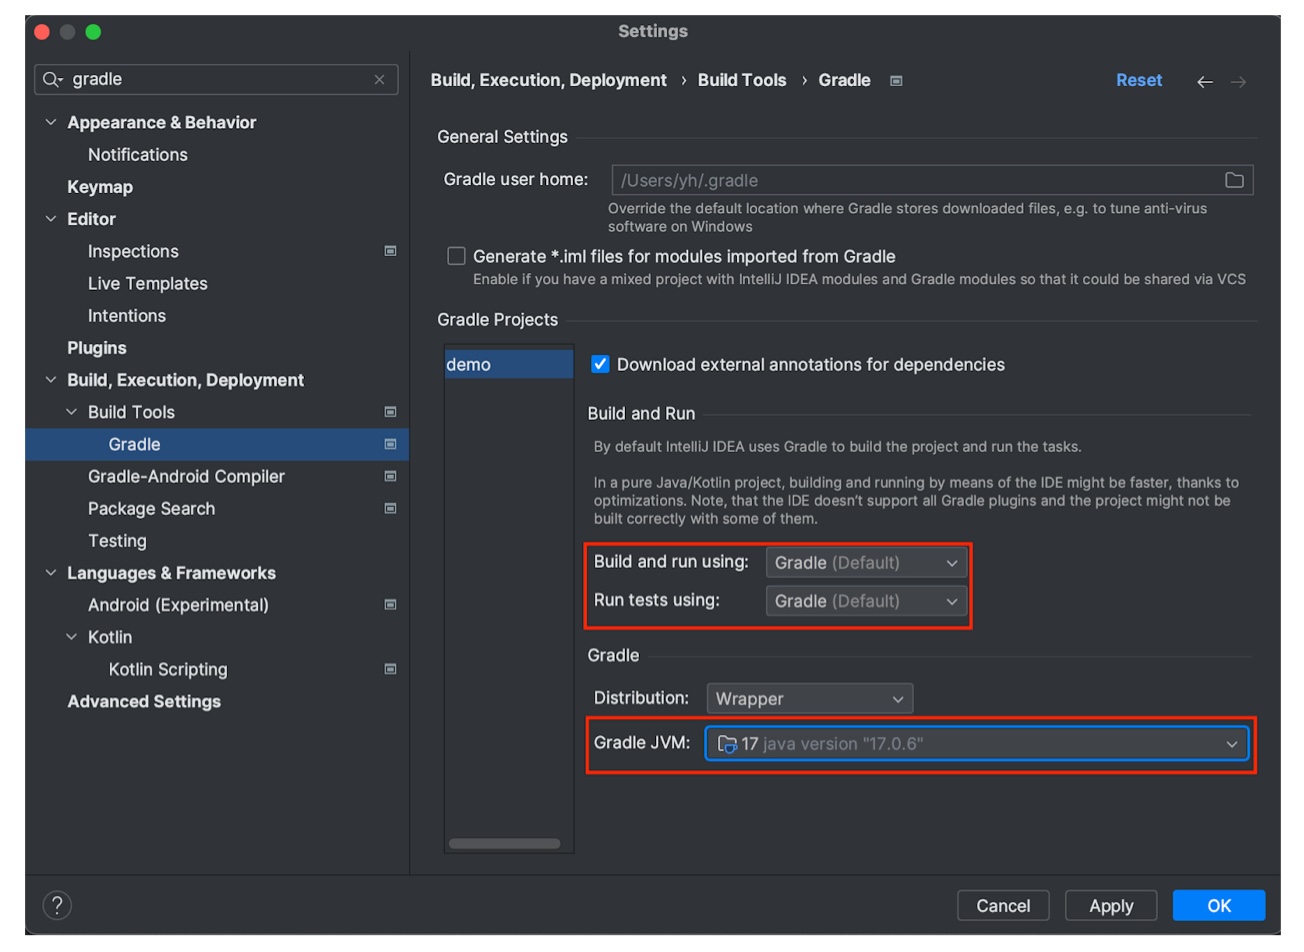 Settings
gradle
Appearance & Behavior
Notifications
Keymap
Editor
Inspections
Live Templates
Intentions
Plugins
Build, Execution, Deployment
Build Tools
Gradle
Gradle-Android Compiler
Package Search
Testing
Languages & Frameworks
Android (Experimental)
Kotlin
Kotlin Scripting
Advanced Settings
Build, Execution, Deployment › Build Tools › Gradle
Reset
General Settings
Gradle user home: /Users/yh/.gradle
Override the default location where Gradle stores downloaded files, e.g. to tune anti-virus
software on Windows
Generate *.iml files for modules imported from Gradle
Enable if you have a mixed project with IntelliJ IDEA modules and Gradle modules so that it could be shared via VCS
Gradle Projects
demo
Download external annotations for dependencies
Build and Run
By default IntelliJ IDEA uses Gradle to build the project and run the tasks.
In a pure Java/Kotlin project, building and running by means of the IDE might be faster, thanks to
optimizations. Note, that the IDE doesn't support all Gradle plugins and the project might not be
built correctly with some of them.
Build and run using: Gradle (Default)
Run tests using: Gradle (Default)
Gradle
Distribution: Wrapper
Gradle JVM: 17 java version "17.0.6"
?
Cancel
Apply
OK